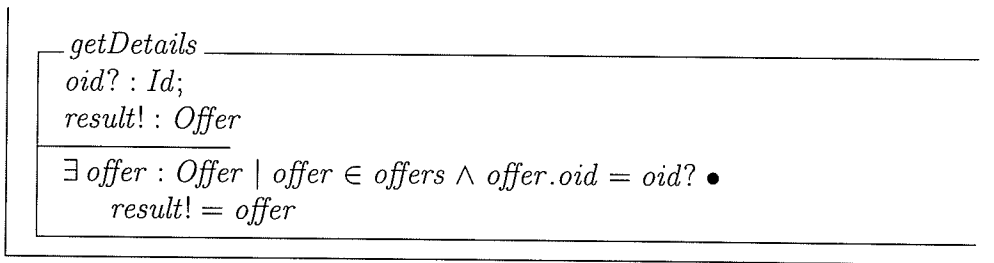 getDetails
oid? : Id;
result! : Offer
∃ offer : Offer | offer ∈ offers ∧ offer.oid = oid? •
result! = offer